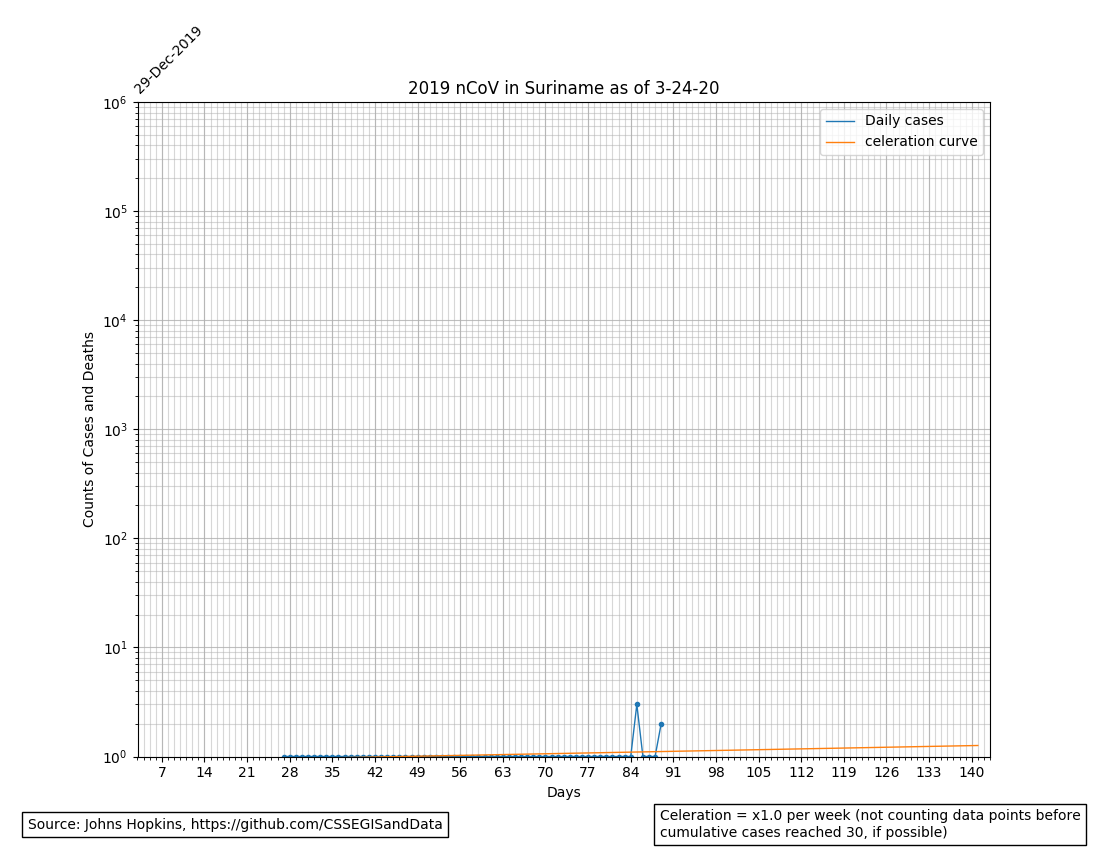 29-Dec-2019
2019 nCoV in Suriname as of 3-24-20
Daily cases
celeration curve
Counts of Cases and Deaths
10^6
10^5
10^4
10^3
10^2
10^1
10^0
7 14 21 28 35 42 49 56 63 70 77 84 91 98 105 112 119 126 133 140
Days
Source: Johns Hopkins, https://github.com/CSSEGISandData
Celeration = x1.0 per week (not counting data points before
cumulative cases reached 30, if possible)